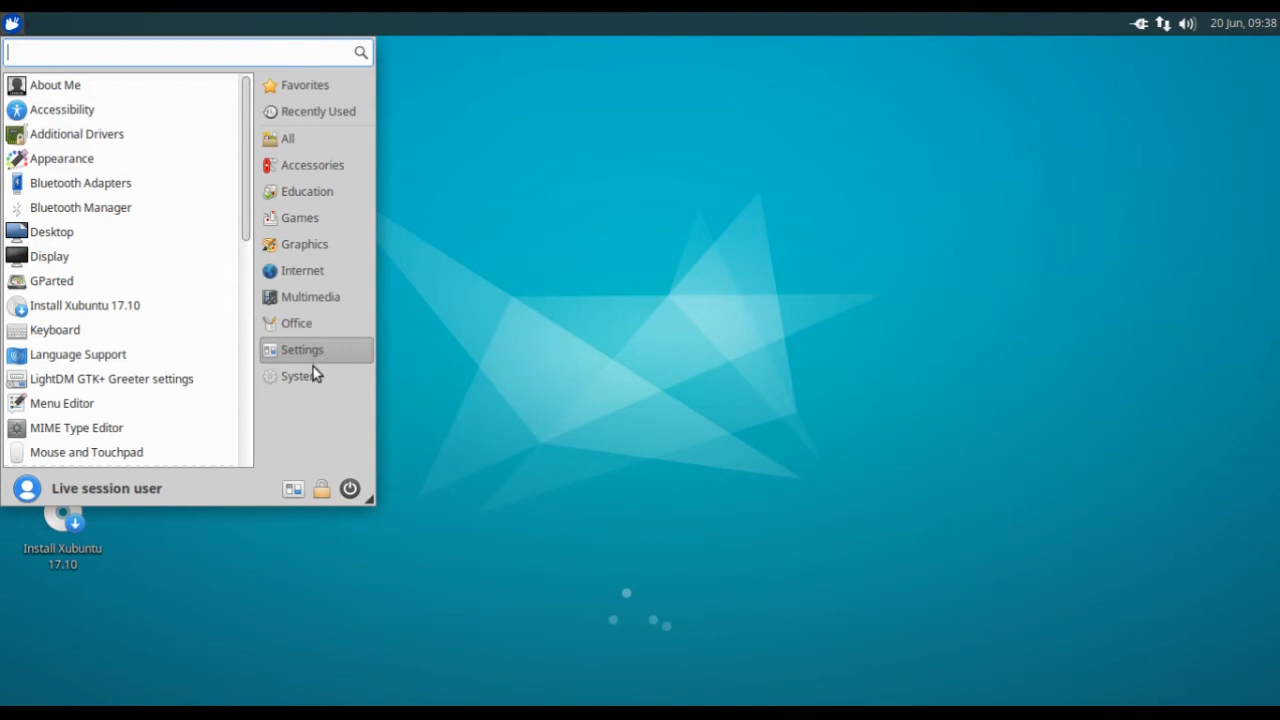 20 Jun, 09:38
About Me
Accessibility
Additional Drivers
Appearance
Bluetooth Adapters
Bluetooth Manager
Desktop
Display
GParted
Install Xubuntu 17.10
Keyboard
Language Support
LightDM GTK+ Greeter settings
Menu Editor
MIME Type Editor
Mouse and Touchpad
Favorites
Recently Used
All
Accessories
Education
Games
Graphics
Internet
Multimedia
Office
Settings
System
Live session user
Install Xubuntu
17.10